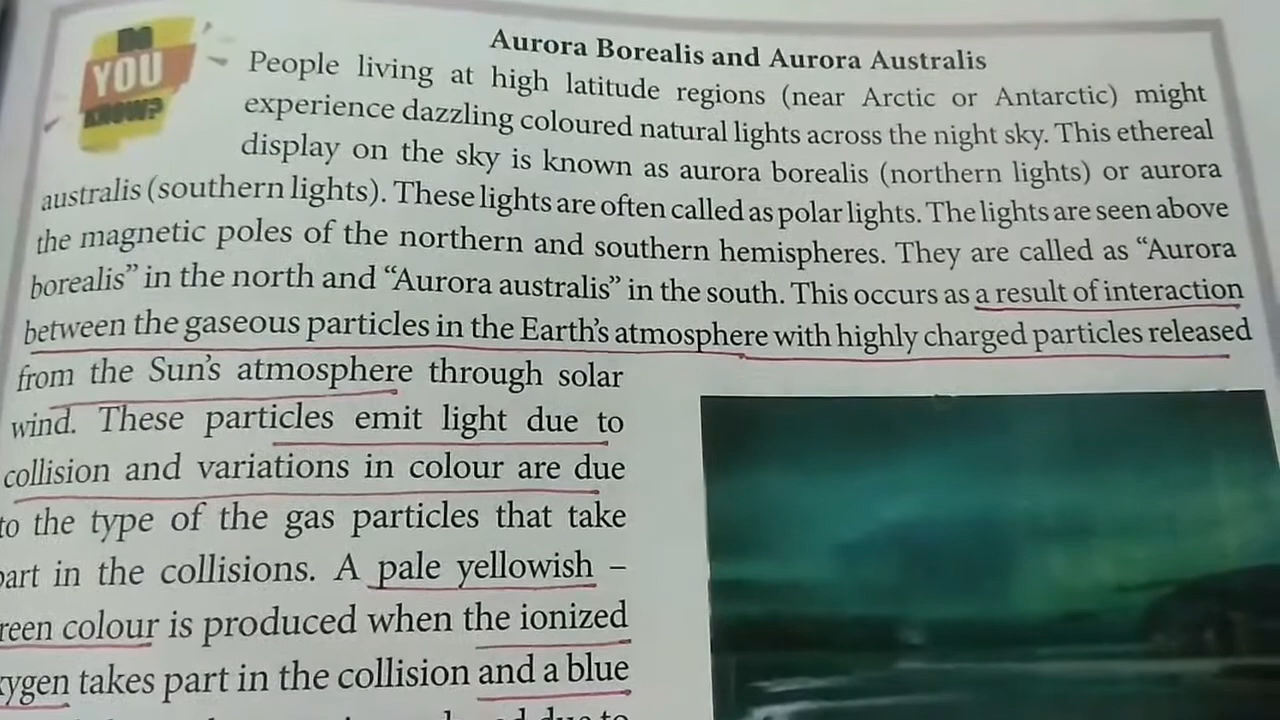 DO
YOU
KNOW?
Aurora Borealis and Aurora Australis
People living at high latitude regions (near Arctic or Antarctic) might
experience dazzling coloured natural lights across the night sky. This ethereal
display on the sky is known as aurora borealis (northern lights) or aurora
australis (southern lights). These lights are often called as polar lights. The lights are seen above
the magnetic poles of the northern and southern hemispheres. They are called as “Aurora
borealis” in the north and “Aurora australis” in the south. This occurs as a result of interaction
between the gaseous particles in the Earth’s atmosphere with highly charged particles released
from the Sun’s atmosphere through solar
wind. These particles emit light due to
collision and variations in colour are due
to the type of the gas particles that take
part in the collisions. A pale yellowish –
reen colour is produced when the ionized
xygen takes part in the collision and a blue
due to